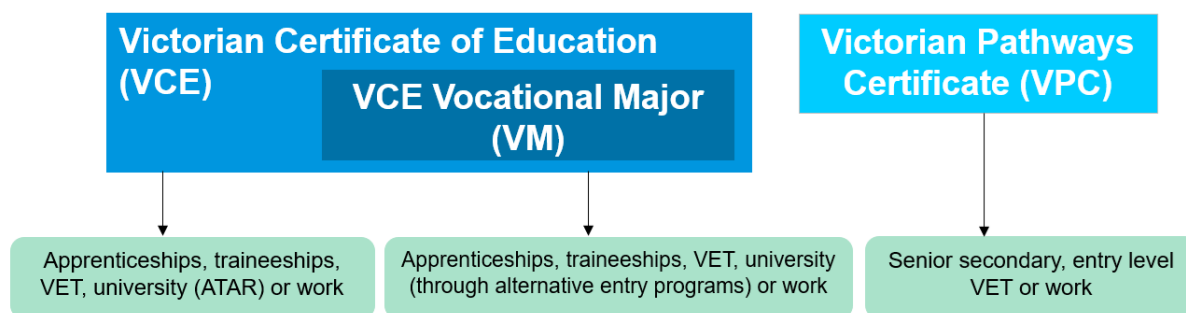 Victorian Certificate of Education
(VCE)
VCE Vocational Major
(VM)
Victorian Pathways
Certificate (VPC)
Apprenticeships, traineeships,
VET, university (ATAR) or work
Apprenticeships, traineeships, VET, university
(through alternative entry programs) or work
Senior secondary, entry level
VET or work